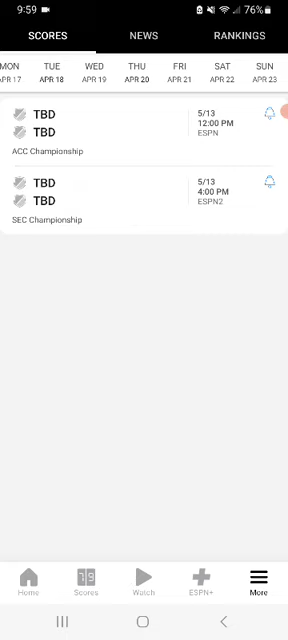 9:59 76%
SCORES NEWS RANKINGS
MON TUE WED THU FRI SAT SUN
APR 17 APR 18 APR 19 APR 20 APR 21 APR 22 APR 23
TBD
TBD
5/13
12:00 PM
ESPN
ACC Championship
TBD
TBD
5/13
4:00 PM
ESPN2
SEC Championship
Home Scores Watch ESPN+ More